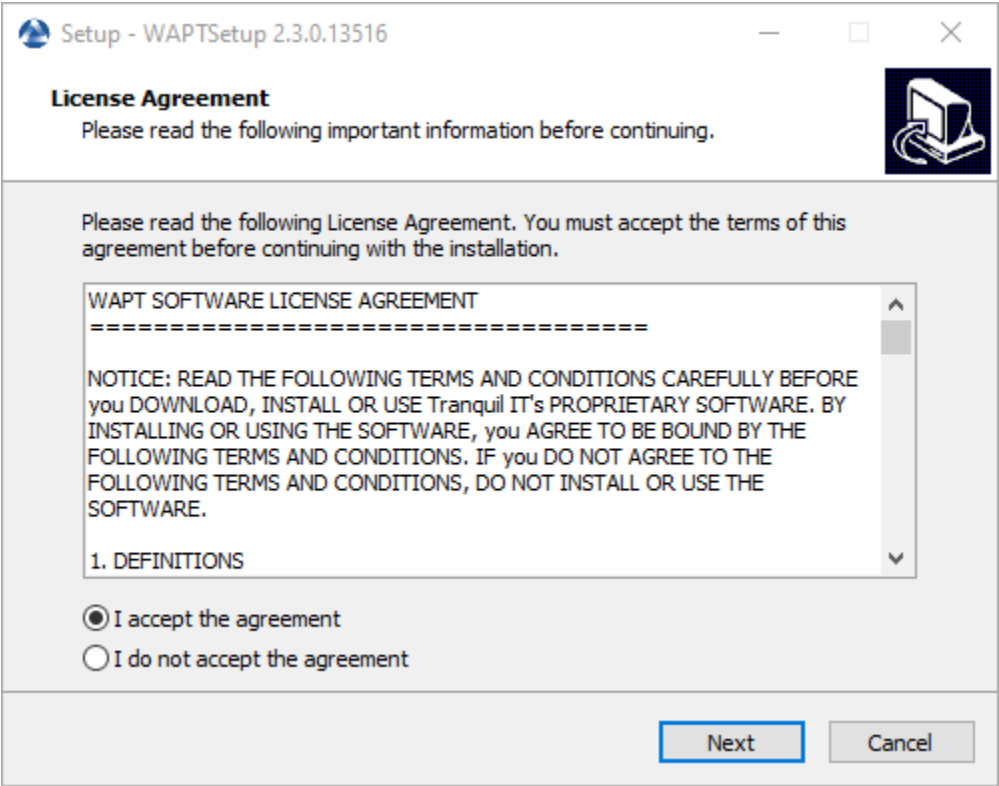 Setup - WAPTSetup 2.3.0.13516
License Agreement
Please read the following important information before continuing.
Please read the following License Agreement. You must accept the terms of this
agreement before continuing with the installation.
WAPT SOFTWARE LICENSE AGREEMENT
===================================
NOTICE: READ THE FOLLOWING TERMS AND CONDITIONS CAREFULLY BEFORE
you DOWNLOAD, INSTALL OR USE Tranquil IT's PROPRIETARY SOFTWARE. BY
INSTALLING OR USING THE SOFTWARE, you AGREE TO BE BOUND BY THE
FOLLOWING TERMS AND CONDITIONS. IF you DO NOT AGREE TO THE
FOLLOWING TERMS AND CONDITIONS, DO NOT INSTALL OR USE THE
SOFTWARE.
1. DEFINITIONS
I accept the agreement
I do not accept the agreement
Next
Cancel